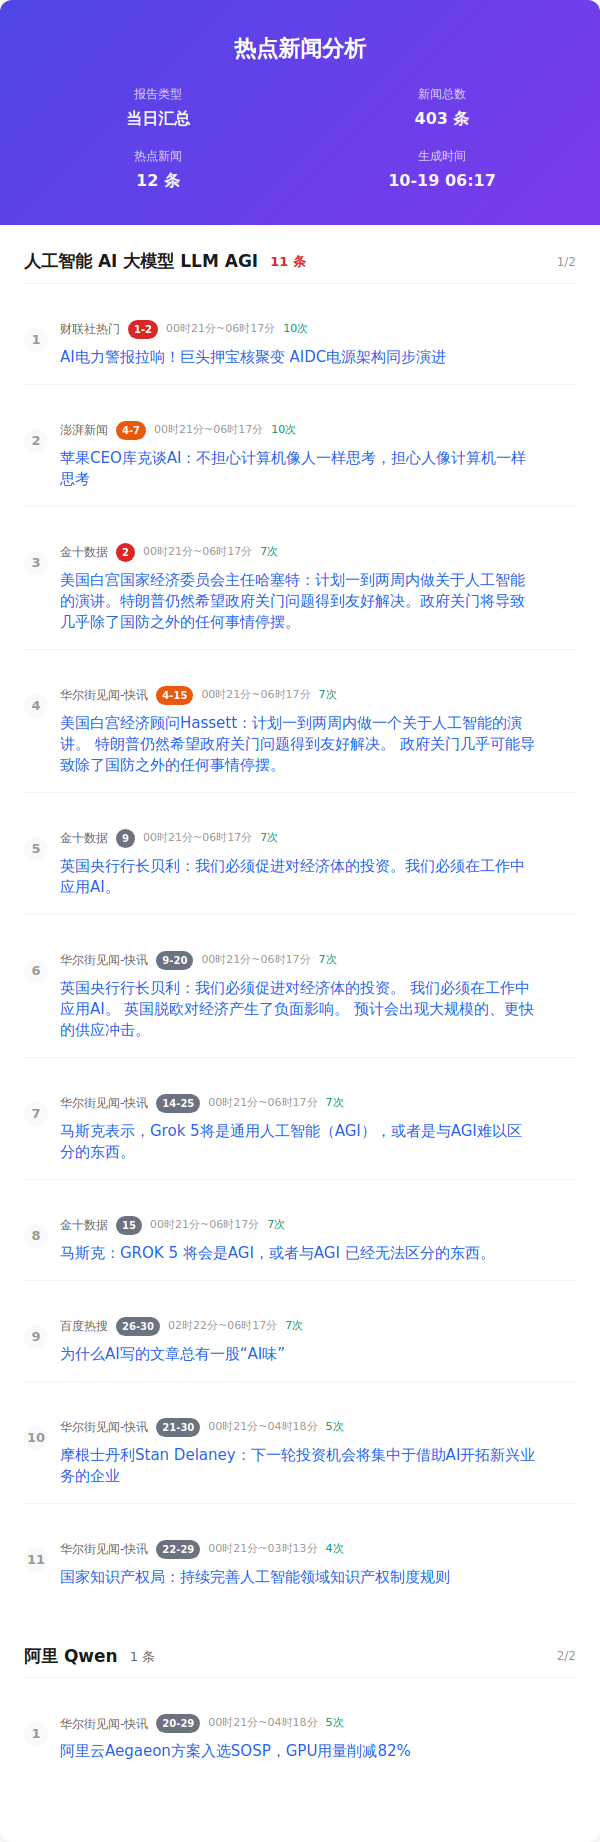 热点新闻分析
报告类型
新闻总数
当日汇总
403 条
热点新闻
生成时间
12 条
10-19 06:17
人工智能 AI 大模型 LLM AGI 11 条 1/2
财联社热门 1-2 00时21分~06时17分 10次
1
AI电力警报拉响！巨头押宝核聚变 AIDC电源架构同步演进
澎湃新闻 4-7 00时21分~06时17分 10次
2
苹果CEO库克谈AI：不担心计算机像人一样思考，担心人像计算机一样
思考
金十数据 2 00时21分~06时17分 7次
3
美国白宫国家经济委员会主任哈塞特：计划一到两周内做关于人工智能
的演讲。特朗普仍然希望政府关门问题得到友好解决。政府关门将导致
几乎除了国防之外的任何事情停摆。
华尔街见闻-快讯 4-15 00时21分~06时17分 7次
4
美国白宫经济顾问Hassett：计划一到两周内做一个关于人工智能的演
讲。 特朗普仍然希望政府关门问题得到友好解决。 政府关门几乎可能导
致除了国防之外的任何事情停摆。
金十数据 9 00时21分~06时17分 7次
5
英国央行行长贝利：我们必须促进对经济体的投资。我们必须在工作中
应用AI。
华尔街见闻-快讯 9-20 00时21分~06时17分 7次
6
英国央行行长贝利：我们必须促进对经济体的投资。 我们必须在工作中
应用AI。 英国脱欧对经济产生了负面影响。 预计会出现大规模的、更快
的供应冲击。
华尔街见闻-快讯 14-25 00时21分~06时17分 7次
7
马斯克表示，Grok 5将是通用人工智能（AGI），或者是与AGI难以区
分的东西。
金十数据 15 00时21分~06时17分 7次
8
马斯克：GROK 5 将会是AGI，或者与AGI 已经无法区分的东西。
百度热搜 26-30 02时22分~06时17分 7次
9
为什么AI写的文章总有一股“AI味”
华尔街见闻-快讯 21-30 00时21分~04时18分 5次
10
摩根士丹利Stan Delaney：下一轮投资机会将集中于借助AI开拓新兴业
务的企业
华尔街见闻-快讯 22-29 00时21分~03时13分 4次
11
国家知识产权局：持续完善人工智能领域知识产权制度规则
阿里 Qwen 1 条 2/2
华尔街见闻-快讯 20-29 00时21分~04时18分 5次
1
阿里云Aegaeon方案入选SOSP，GPU用量削减82%